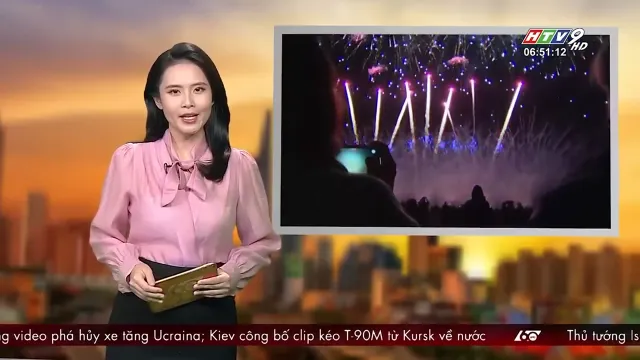 HTV9 HD
06:51:12
ng video phá hủy xe tăng Ucraina; Kiev công bố clip kéo T-90M từ Kursk về nước 60 Thủ tướng Is